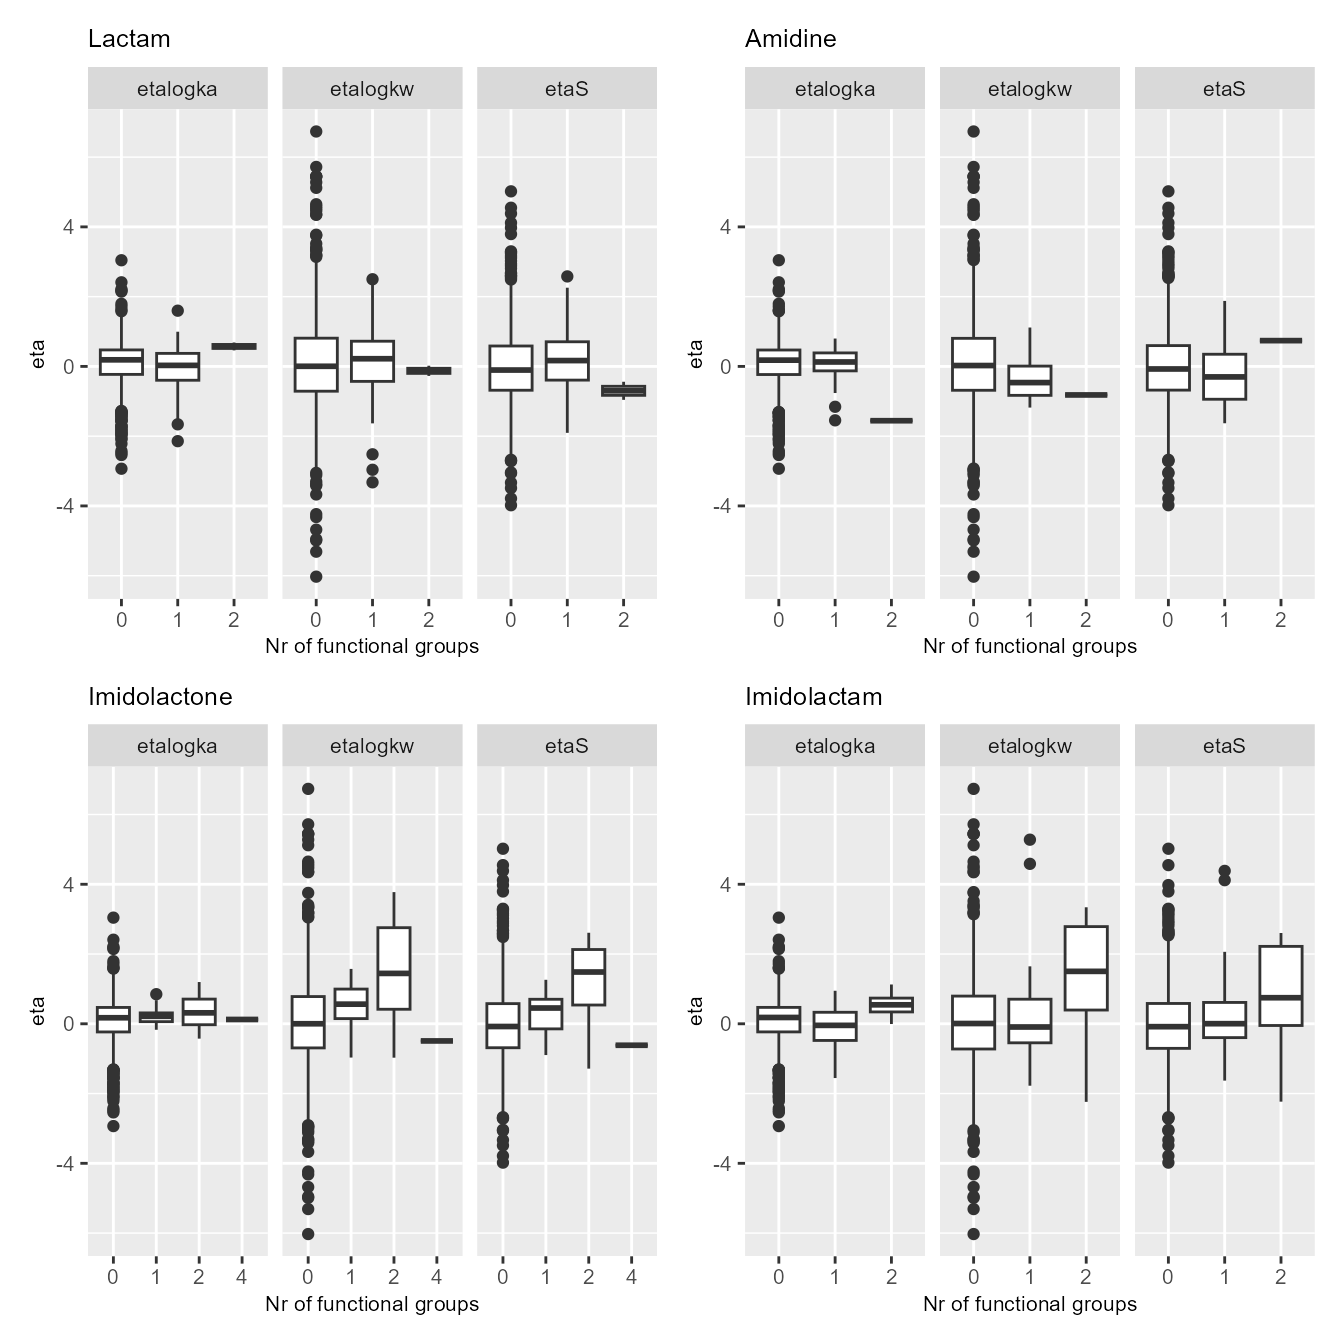 Lactam
etalogka etalogkw etaS
eta
4
0
-4
0 1 2 0 1 2 0 1 2
Nr of functional groups
Amidine
etalogka etalogkw etaS
eta
4
0
-4
0 1 2 0 1 2 0 1 2
Nr of functional groups
Imidolactone
etalogka etalogkw etaS
eta
4
0
-4
0 1 2 4 0 1 2 4 0 1 2 4
Nr of functional groups
Imidolactam
etalogka etalogkw etaS
eta
4
0
-4
0 1 2 0 1 2 0 1 2
Nr of functional groups